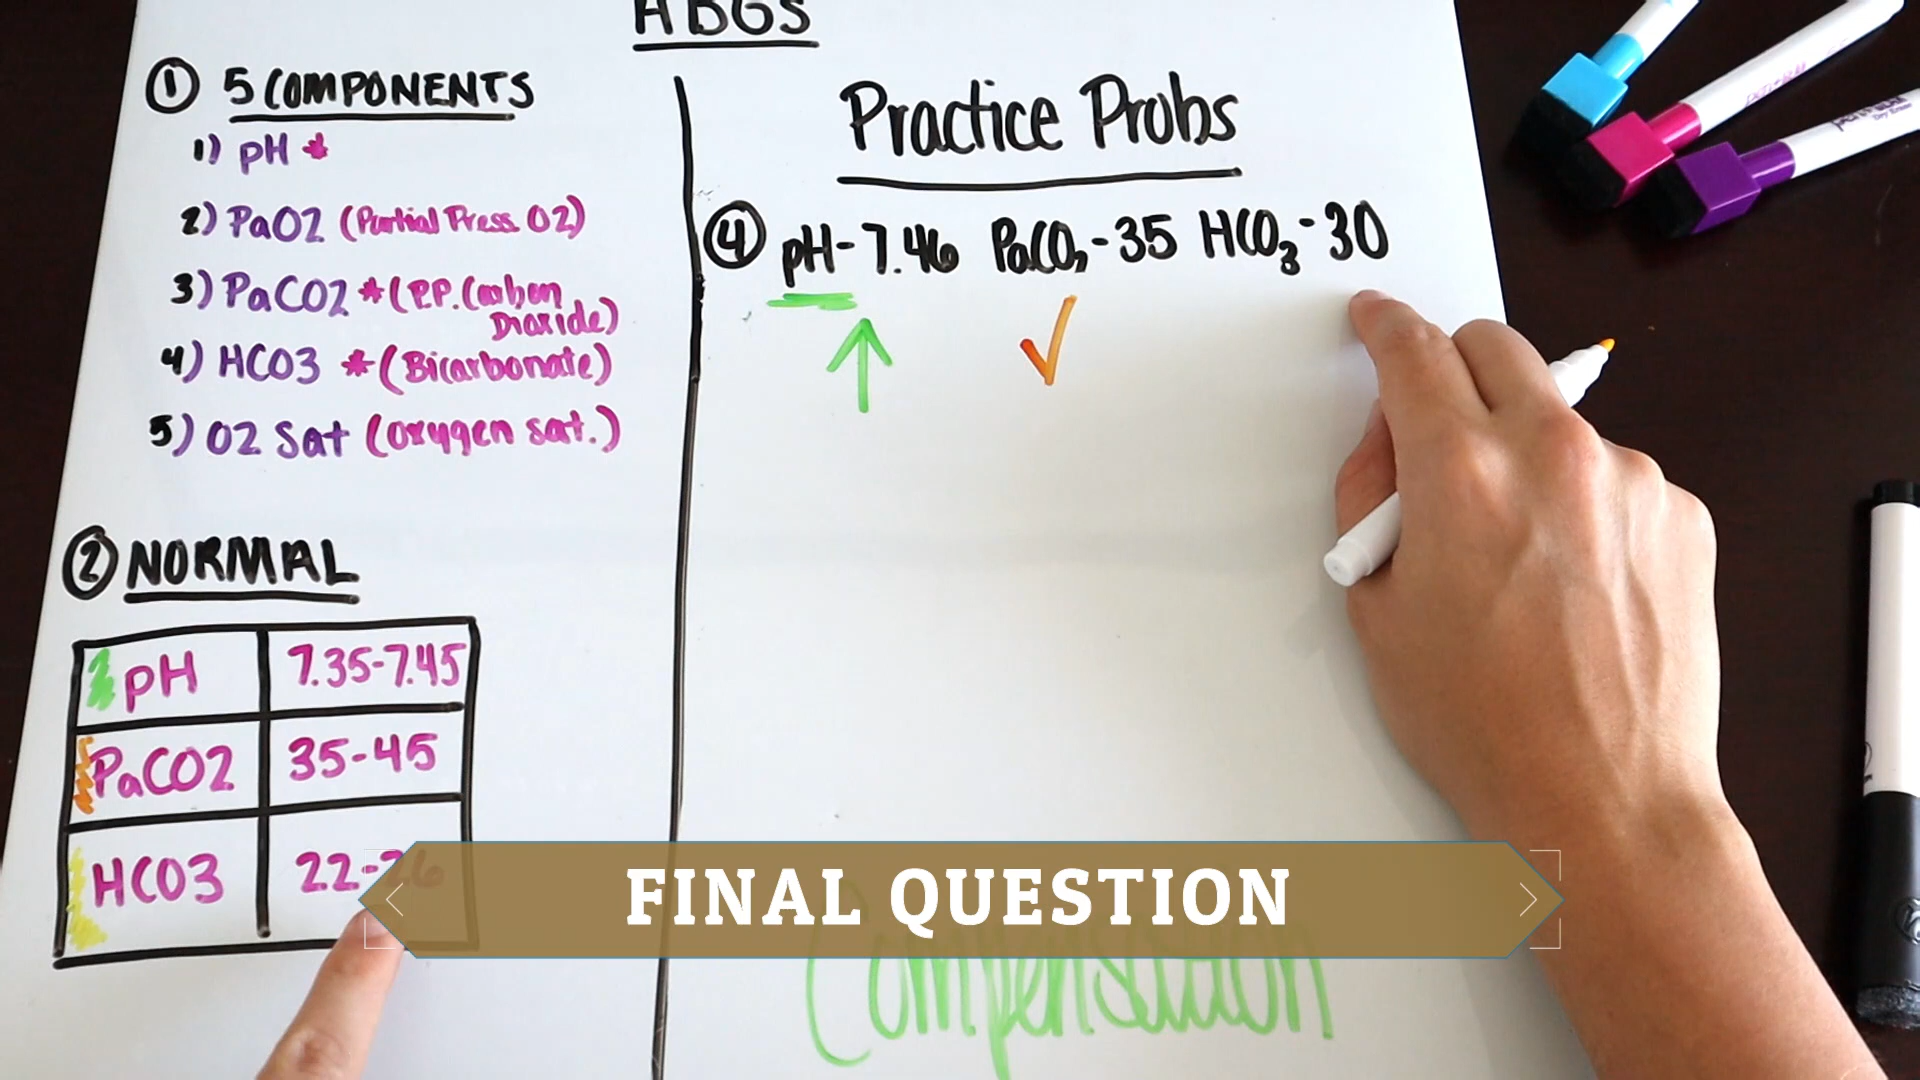 ABGS
① 5 COMPONENTS
1) pH *
2) PaO2 (Partial Press. O2)
3) PaCO2 * (P.P. Carbon
Dioxide)
4) HCO3 * (Bicarbonate)
5) O2 Sat (oxygen sat.)
② NORMAL
pH 7.35-7.45
PaCO2 35-45
HCO3 22-26
Practice Probs
④ pH-7.46 PaCO2-35 HCO3-30
FINAL QUESTION
Compensation